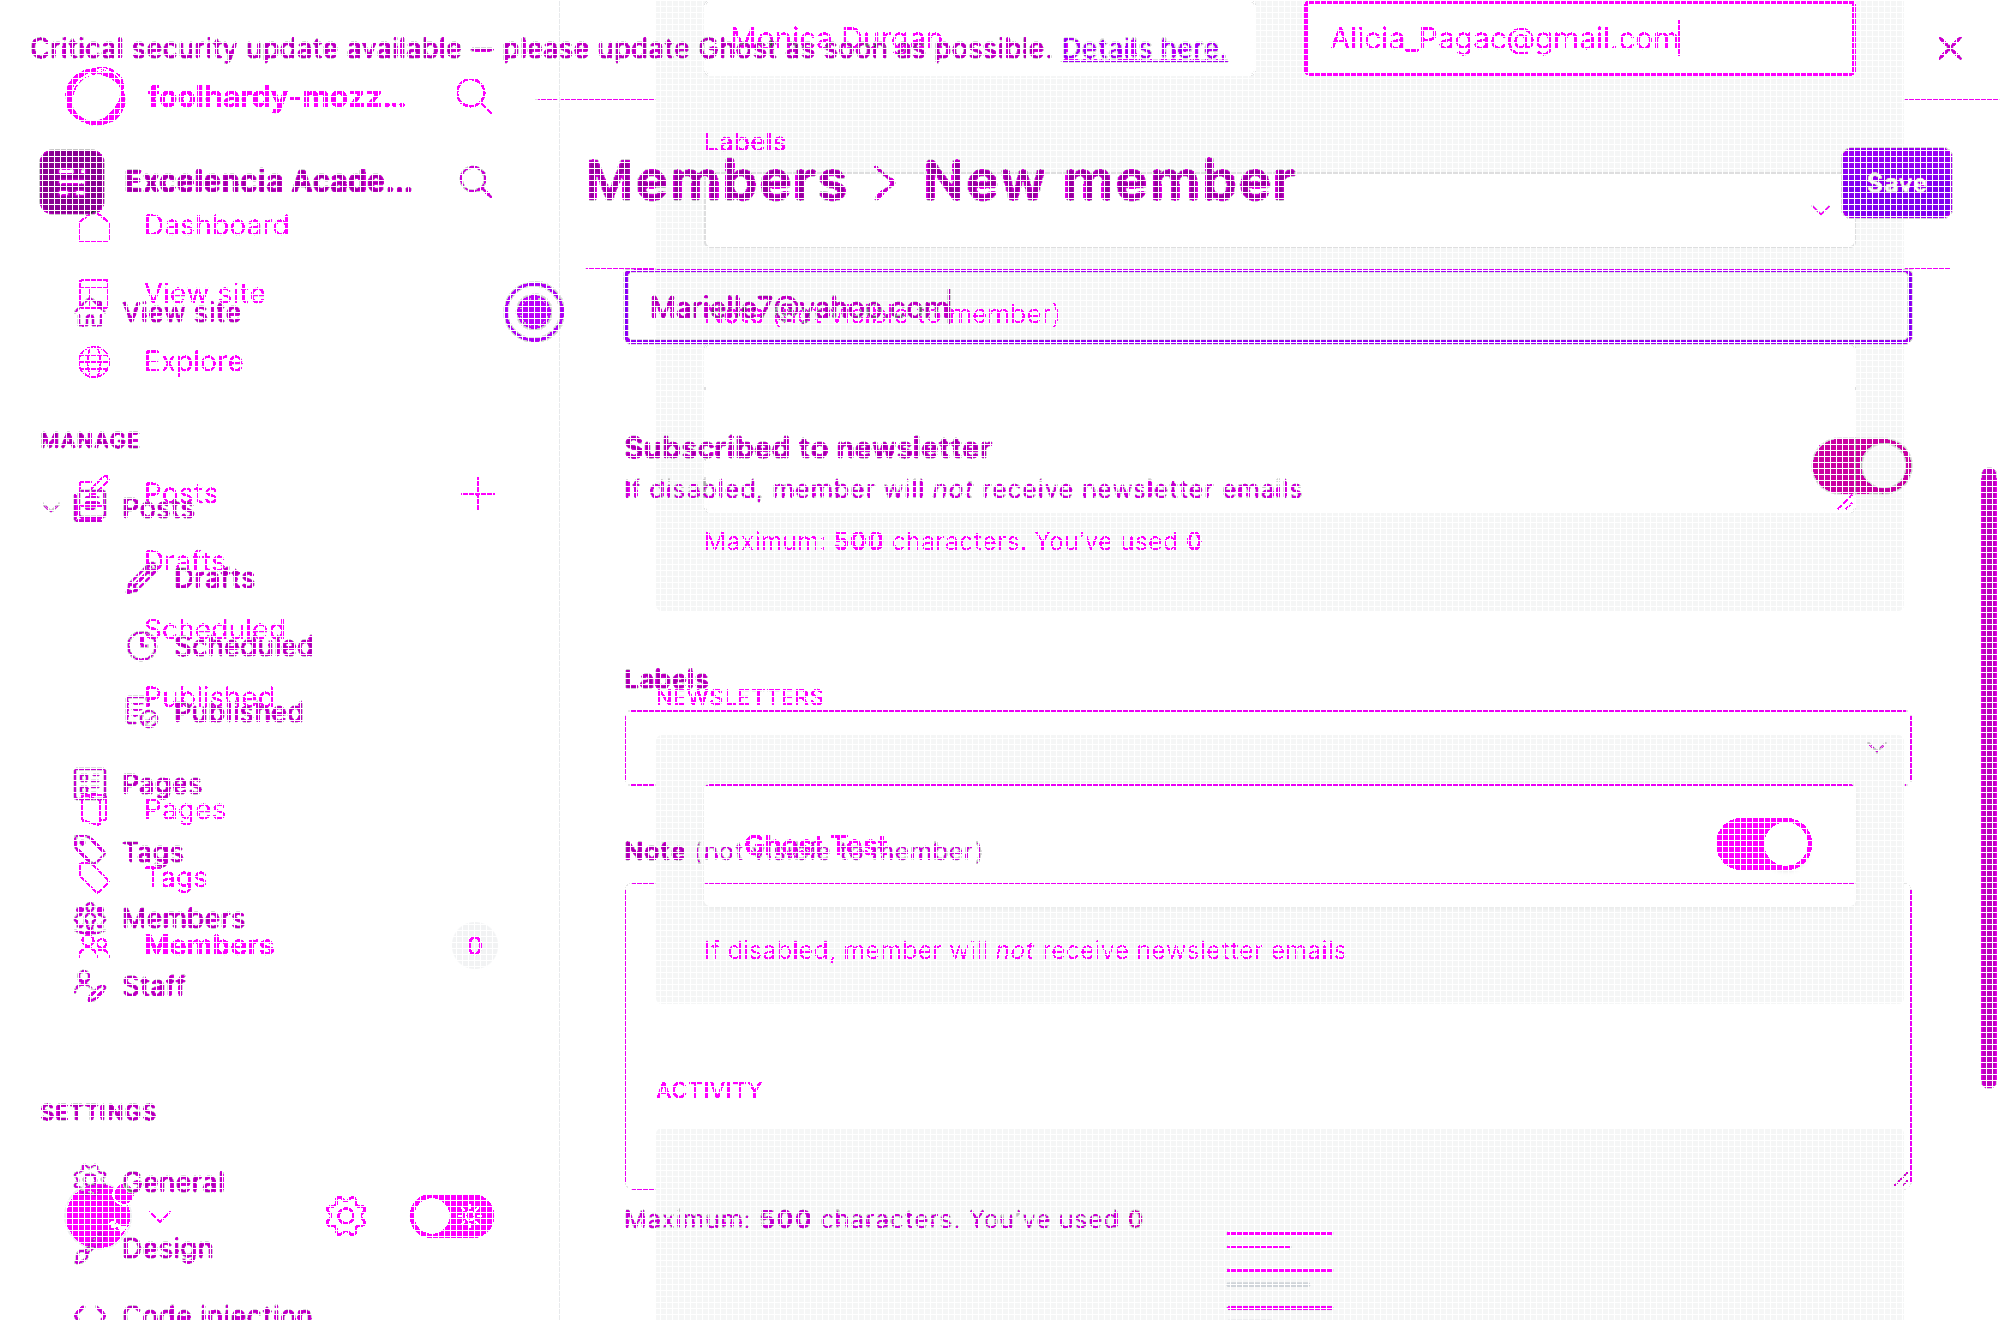 Monica Durgan
Alicia_Pagac@gmail.com
Critical security update available — please update Ghost as soon as possible. Details here.
foolhardy-mozz...
Labels
Excelencia Acade...
Members > New member
Save
Dashboard
View site
View site
Marielle7@yahoo.com
Note (not visible to member)
Explore
MANAGE
Subscribed to newsletter
If disabled, member will not receive newsletter emails
Posts
Posts
Maximum: 500 characters. You've used 0
Drafts
Drafts
Scheduled
Scheduled
Labels
NEWSLETTERS
Published
Published
Pages
Pages
Ghost Test
Note (not visible to member)
Tags
Tags
Members
Members
0
If disabled, member will not receive newsletter emails
Staff
ACTIVITY
SETTINGS
General
Maximum: 500 characters. You've used 0
Design
Code injection